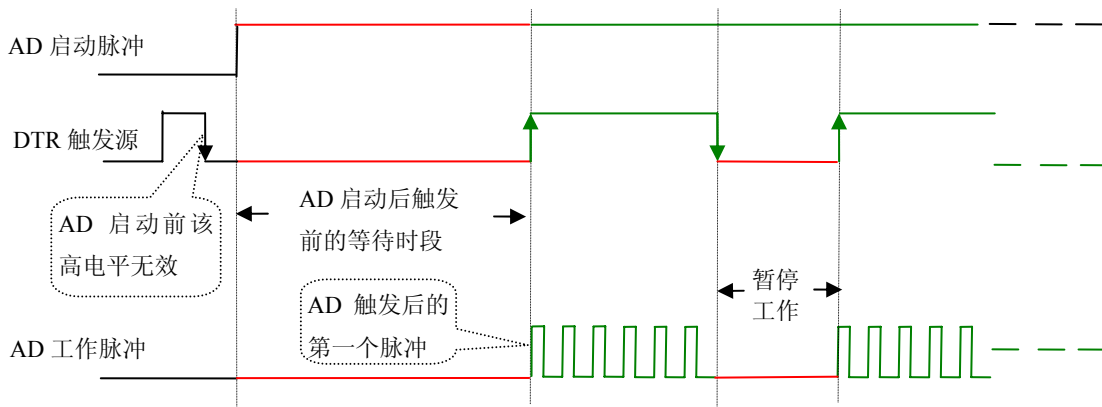 AD 启动脉冲
DTR 触发源
AD 启动前该
高电平无效
AD 启动后触发
前的等待时段
暂停
工作
AD 触发后的
第一个脉冲
AD 工作脉冲